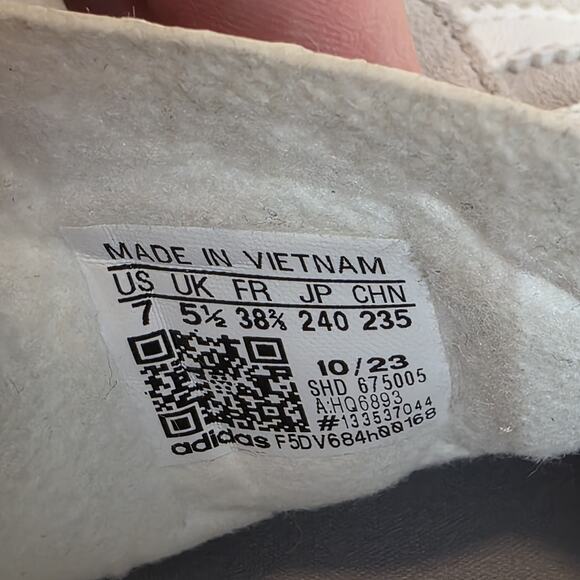 MADE IN VIETNAM
US UK FR JP CHN
7 5½ 38⅔ 240 235
10/23
SHD 675005
A:HQ6893
#133537044
adidas F5DV684h00168